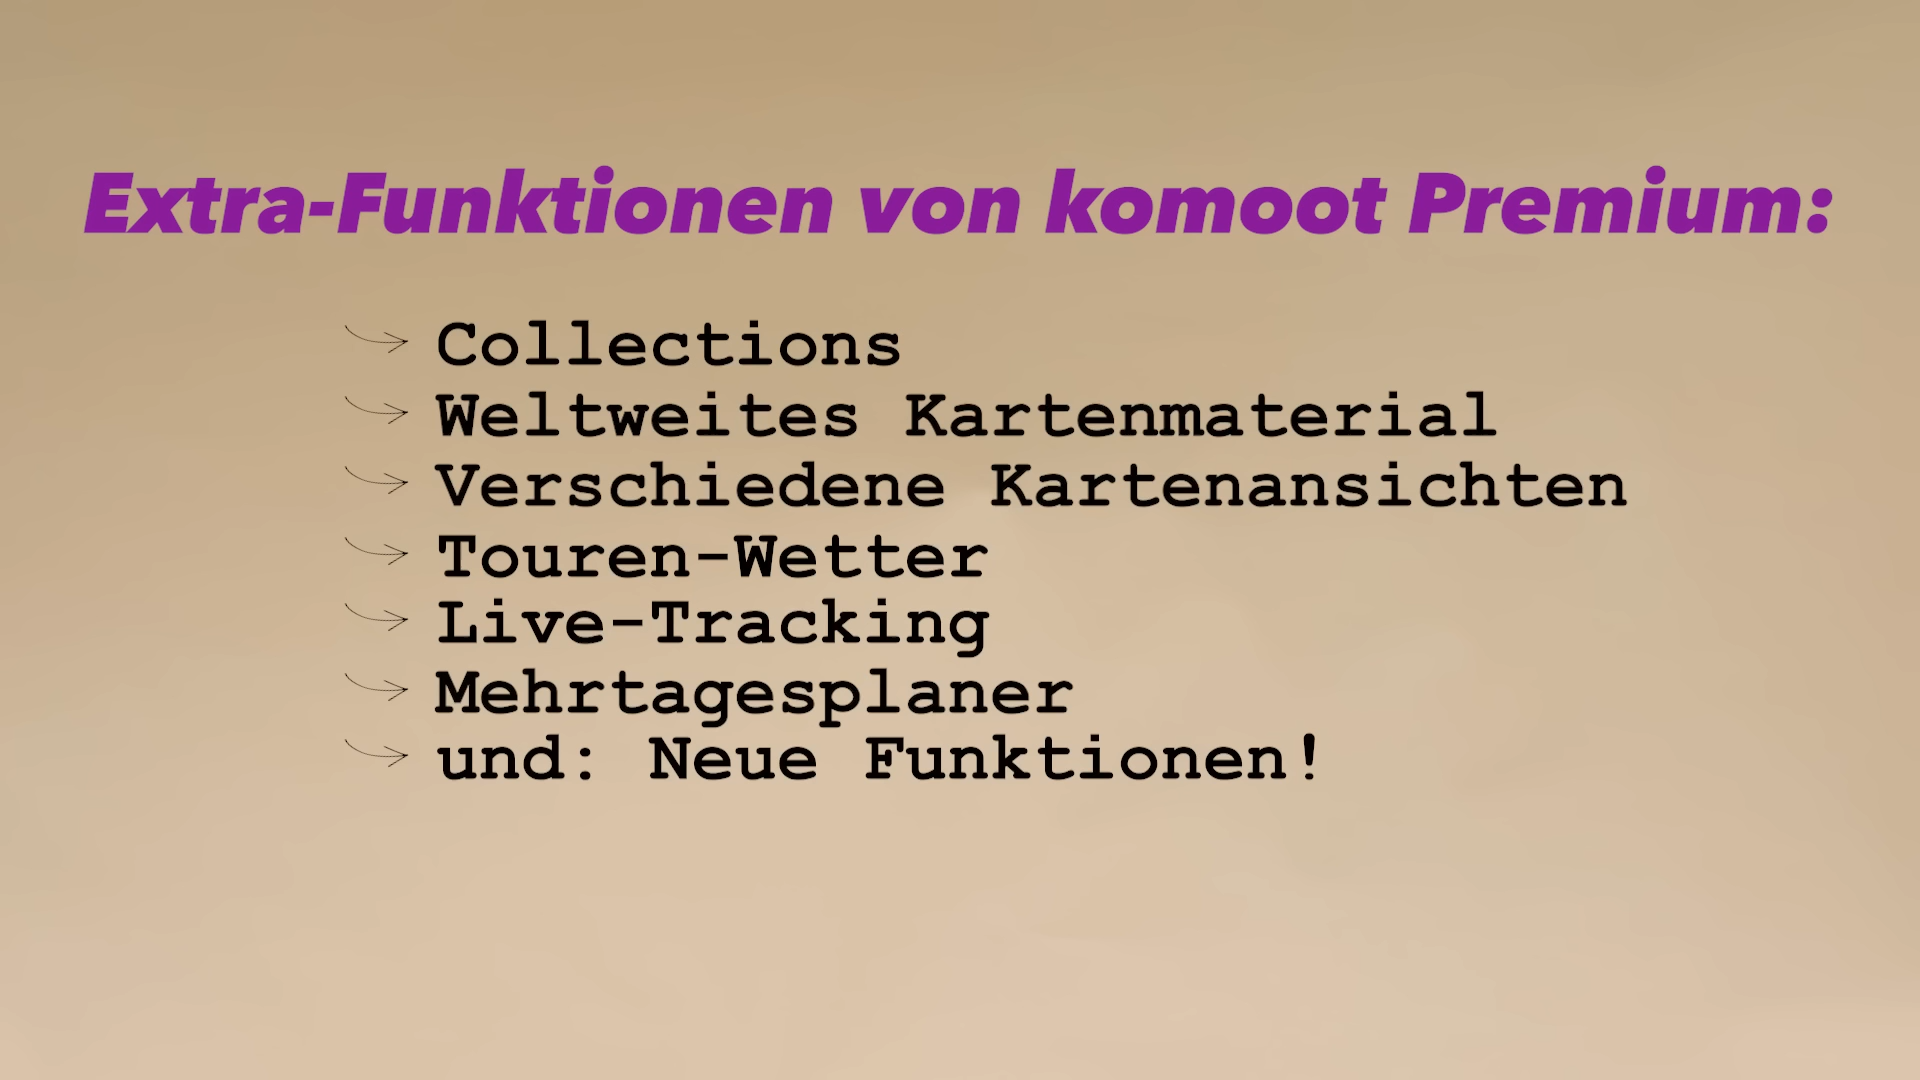 Extra-Funktionen von komoot Premium:
Collections
Weltweites Kartenmaterial
Verschiedene Kartenansichten
Touren-Wetter
Live-Tracking
Mehrtagesplaner
und: Neue Funktionen!